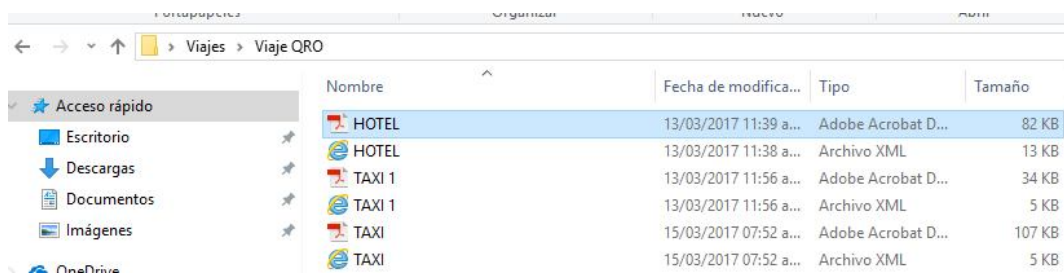 Portapapeles Organizar Nuevo Abrir
Viajes > Viaje QRO
Nombre Fecha de modifica... Tipo Tamaño
Acceso rápido
Escritorio
Descargas
Documentos
Imágenes
OneDrive
HOTEL 13/03/2017 11:39 a... Adobe Acrobat D... 82 KB
HOTEL 13/03/2017 11:38 a... Archivo XML 13 KB
TAXI 1 13/03/2017 11:56 a... Adobe Acrobat D... 34 KB
TAXI 1 13/03/2017 11:56 a... Archivo XML 5 KB
TAXI 15/03/2017 07:52 a... Adobe Acrobat D... 107 KB
TAXI 15/03/2017 07:52 a... Archivo XML 5 KB